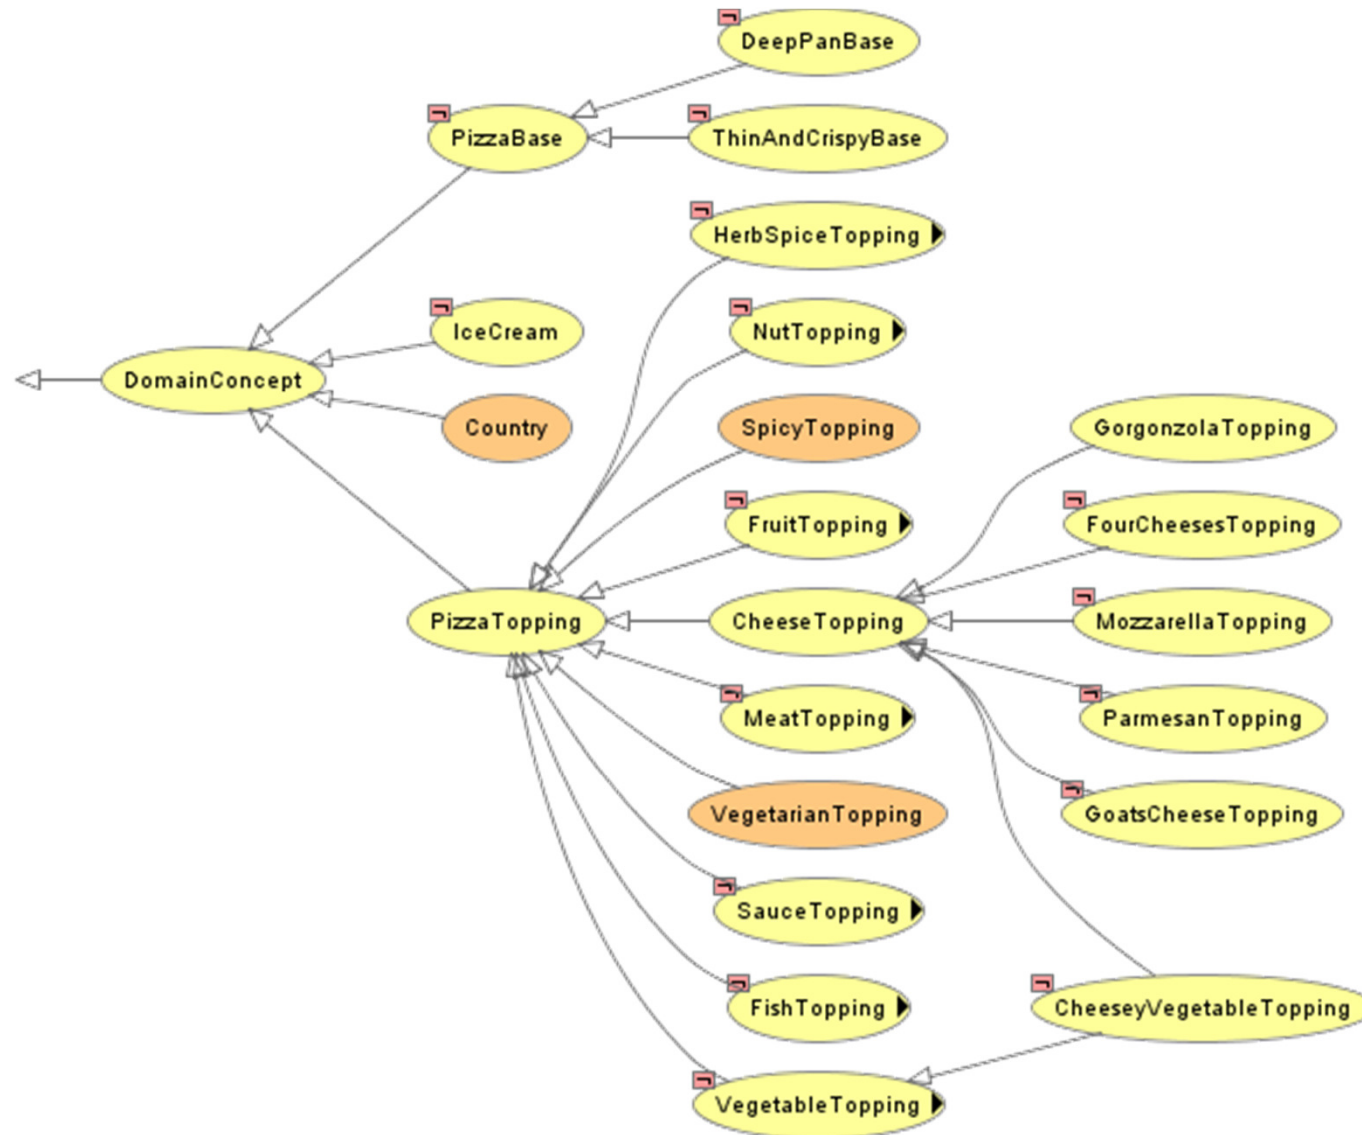 DeepPanBase
PizzaBase
ThinAndCrispyBase
HerbSpiceTopping
IceCream
NutTopping
DomainConcept
Country
SpicyTopping
GorgonzolaTopping
FruitTopping
FourCheesesTopping
PizzaTopping
CheeseTopping
MozzarellaTopping
MeatTopping
ParmesanTopping
VegetarianTopping
GoatsCheeseTopping
SauceTopping
FishTopping
CheeseyVegetableTopping
VegetableTopping